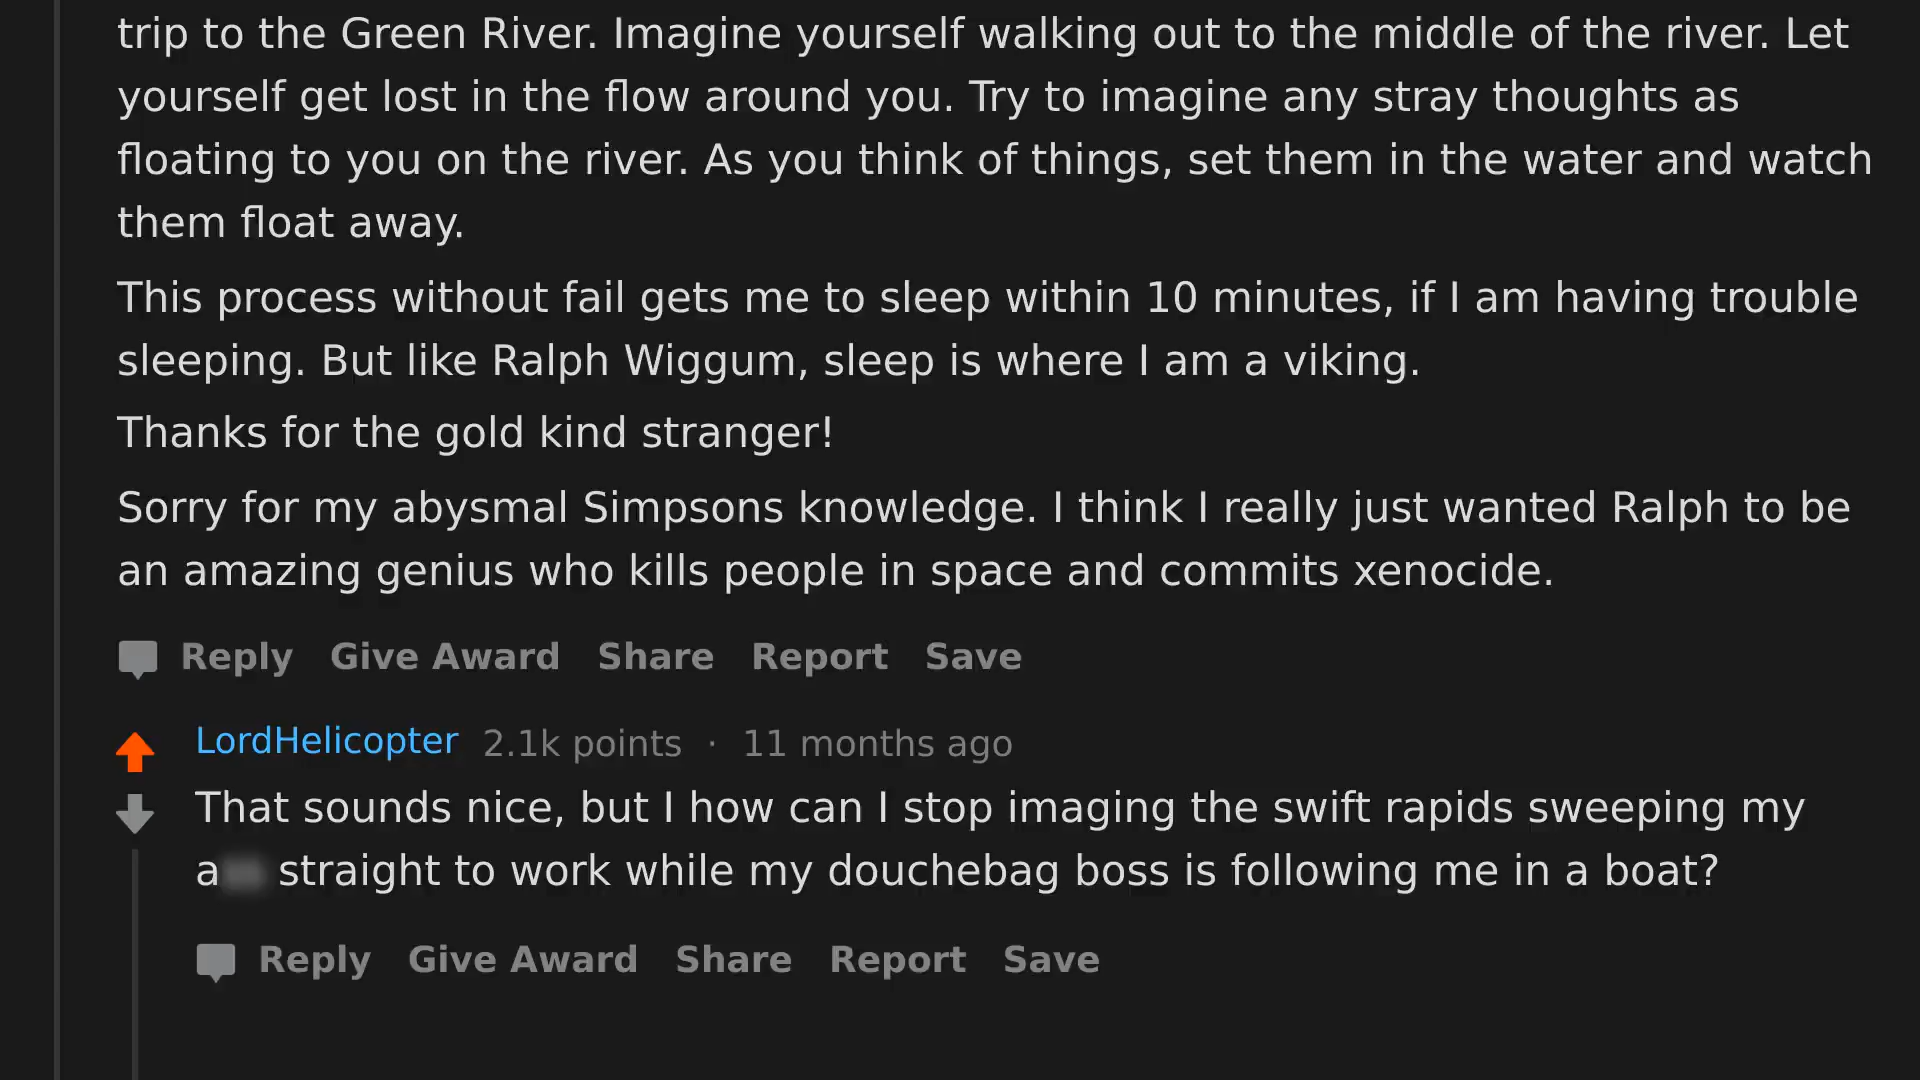 trip to the Green River. Imagine yourself walking out to the middle of the river. Let
yourself get lost in the flow around you. Try to imagine any stray thoughts as
floating to you on the river. As you think of things, set them in the water and watch
them float away.
This process without fail gets me to sleep within 10 minutes, if I am having trouble
sleeping. But like Ralph Wiggum, sleep is where I am a viking.
Thanks for the gold kind stranger!
Sorry for my abysmal Simpsons knowledge. I think I really just wanted Ralph to be
an amazing genius who kills people in space and commits xenocide.
Reply Give Award Share Report Save
LordHelicopter 2.1k points · 11 months ago
That sounds nice, but I how can I stop imaging the swift rapids sweeping my
straight to work while my douchebag boss is following me in a boat?
Reply Give Award Share Report Save